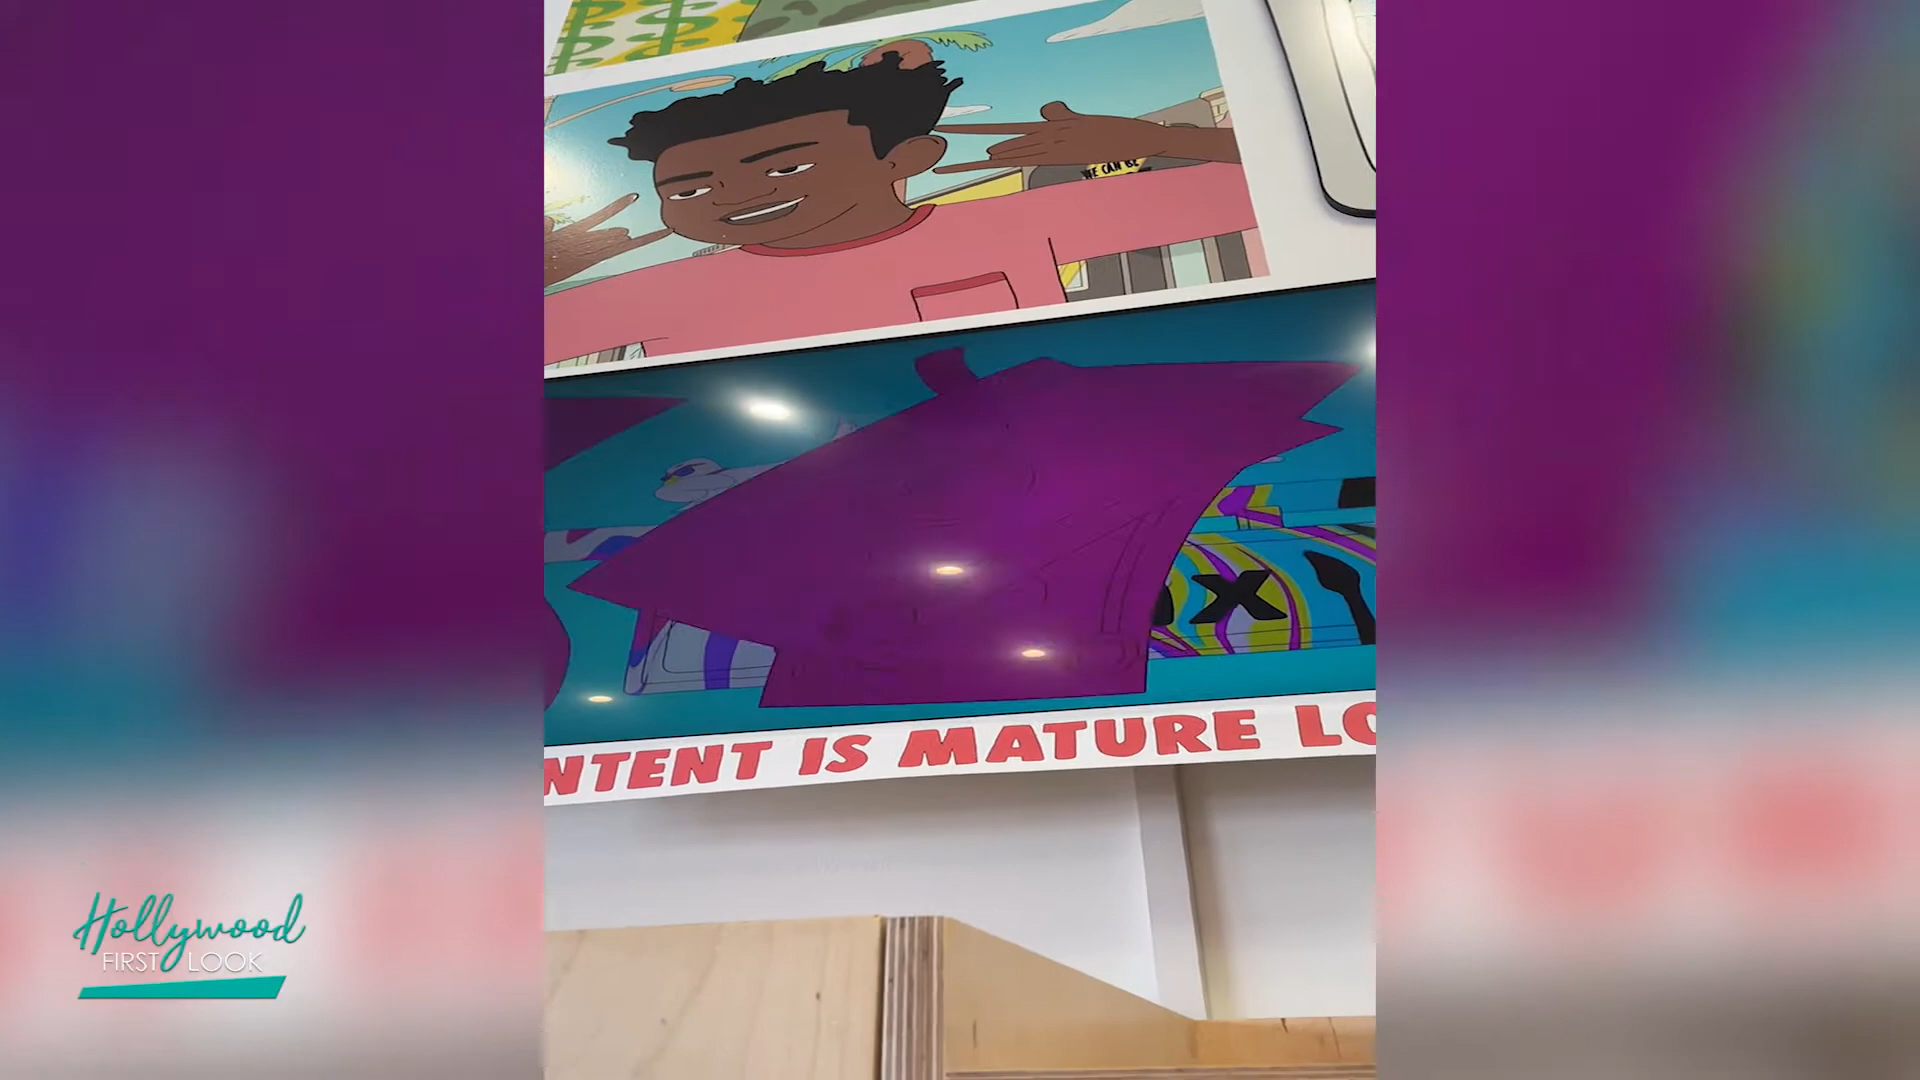 WE CAN BE
X
NTENT IS MATURE LO
Hollywood
FIRST LOOK